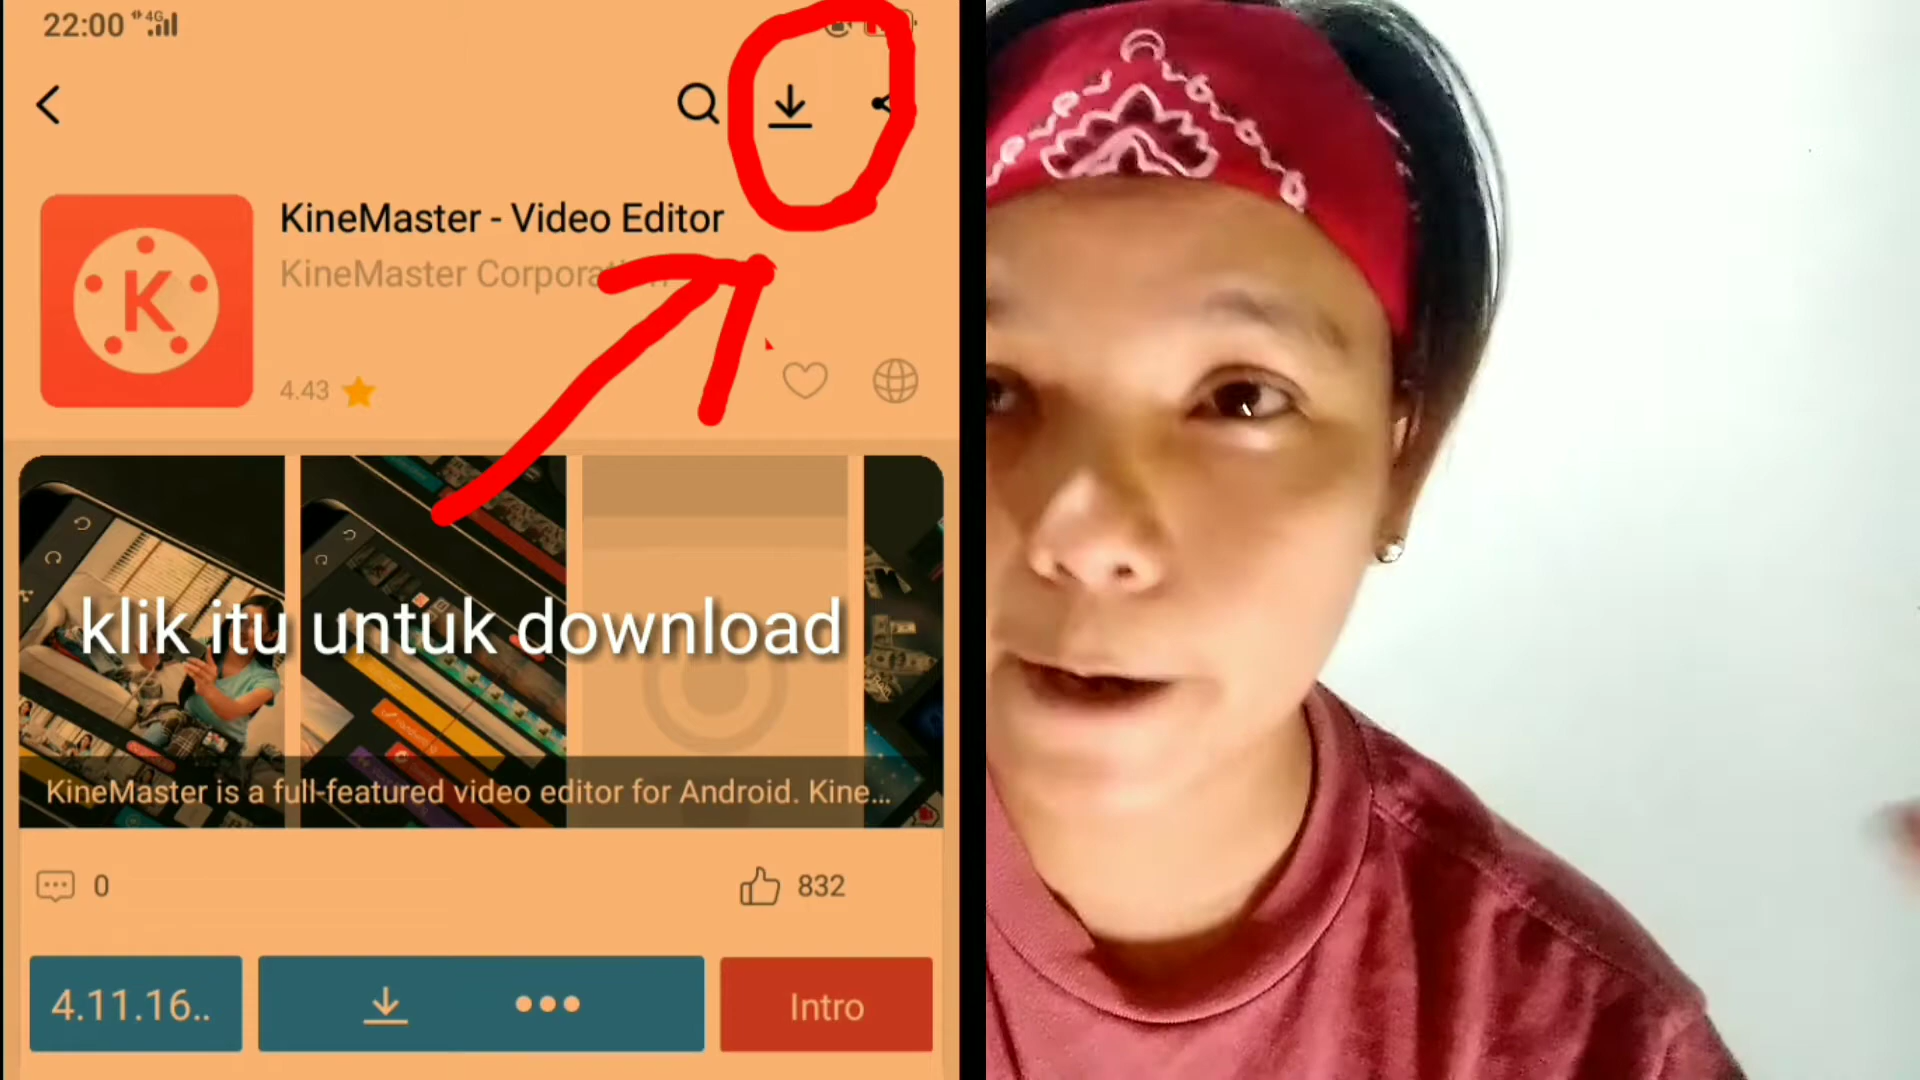 22:00 4G
KineMaster - Video Editor
KineMaster Corpora
K
4.43
klik itu untuk download
KineMaster is a full-featured video editor for Android. Kine...
0
832
4.11.16..
Intro